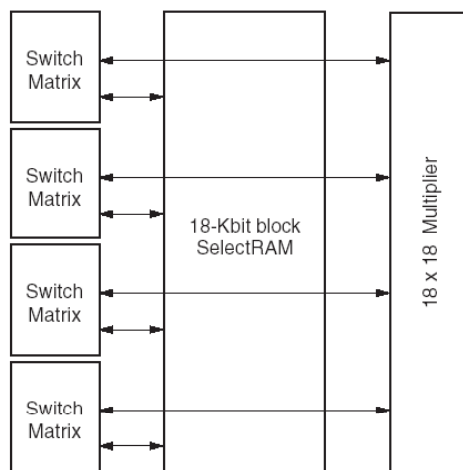 Switch
Matrix
Switch
Matrix
18-Kbit block
SelectRAM
18 x 18 Multiplier
Switch
Matrix
Switch
Matrix